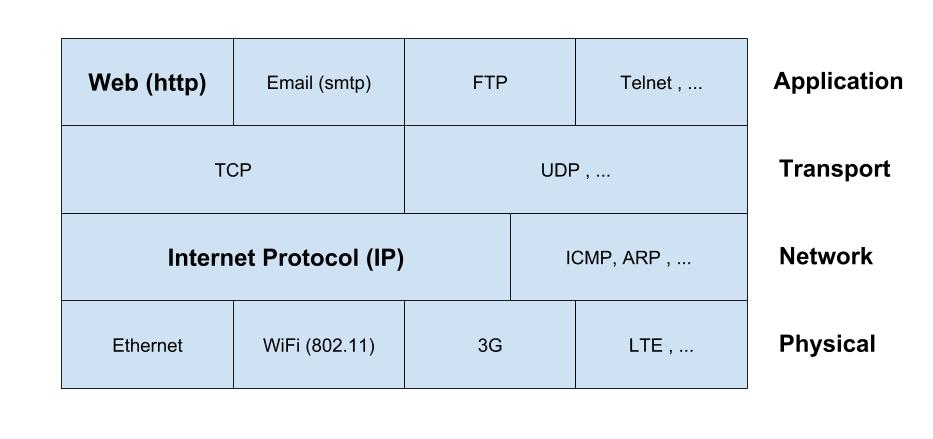 Web (http) Email (smtp) FTP Telnet , ... Application
TCP UDP , ... Transport
Internet Protocol (IP) ICMP, ARP , ... Network
Ethernet WiFi (802.11) 3G LTE , ... Physical